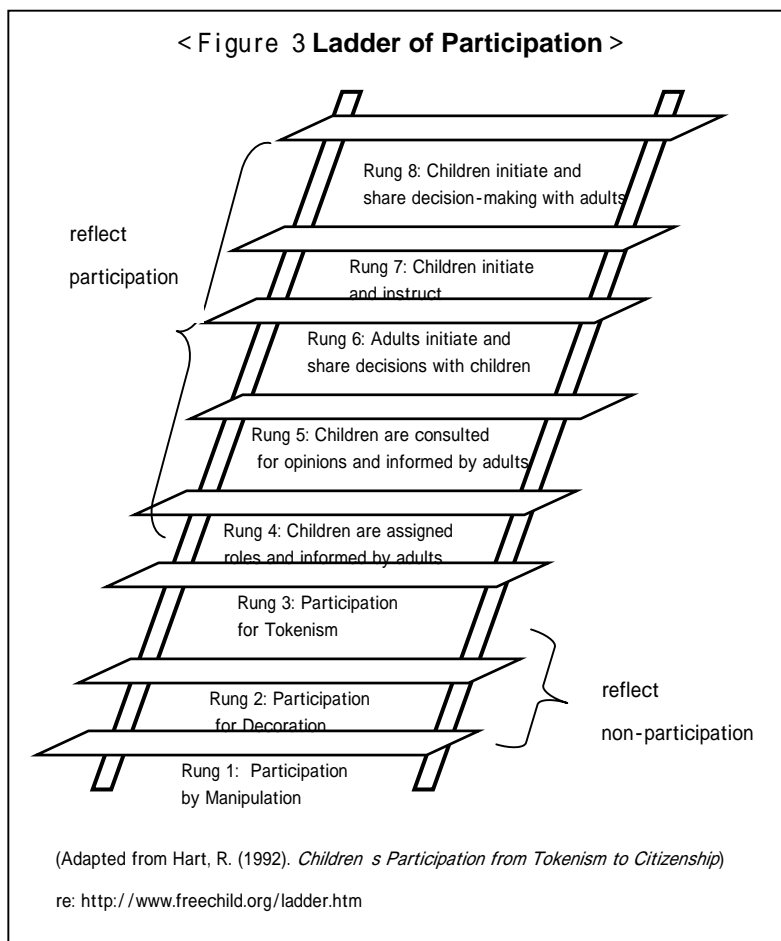 < Figure 3 Ladder of Participation >
Rung 8: Children initiate and
share decision-making with adults
reflect
participation
Rung 7: Children initiate
and instruct
Rung 6: Adults initiate and
share decisions with children
Rung 5: Children are consulted
for opinions and informed by adults
Rung 4: Children are assigned
roles and informed by adults
Rung 3: Participation
for Tokenism
Rung 2: Participation
for Decoration
reflect
non-participation
Rung 1: Participation
by Manipulation
(Adapted from Hart, R. (1992). Children s Participation from Tokenism to Citizenship)
re: http://www.freechild.org/ladder.htm